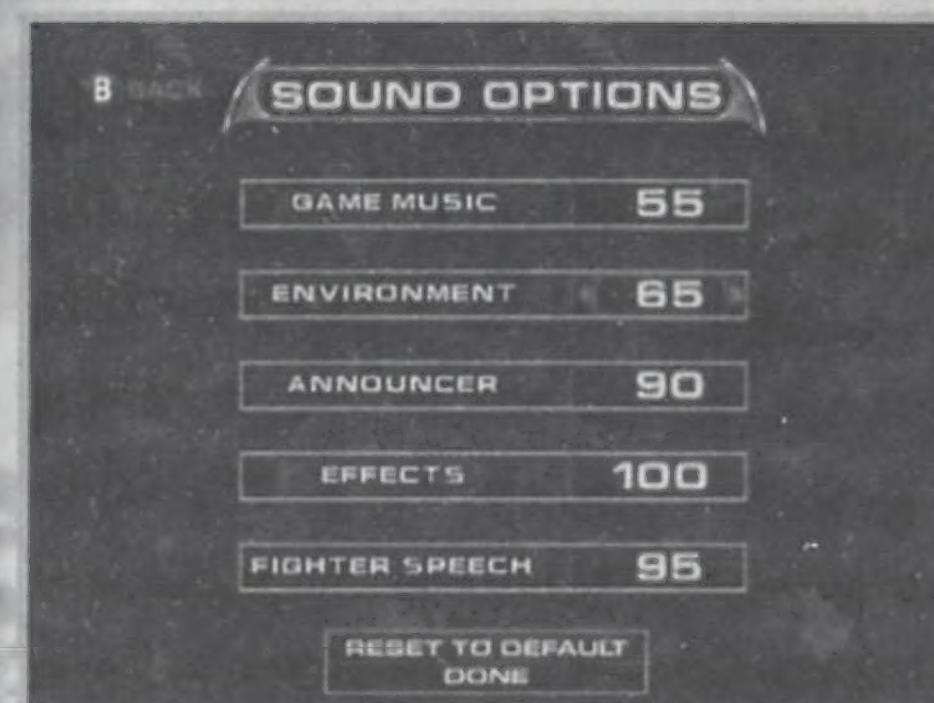 B BACK
SOUND OPTIONS
GAME MUSIC 55
ENVIRONMENT 65
ANNOUNCER 90
EFFECTS 100
FIGHTER SPEECH 95
RESET TO DEFAULT
DONE